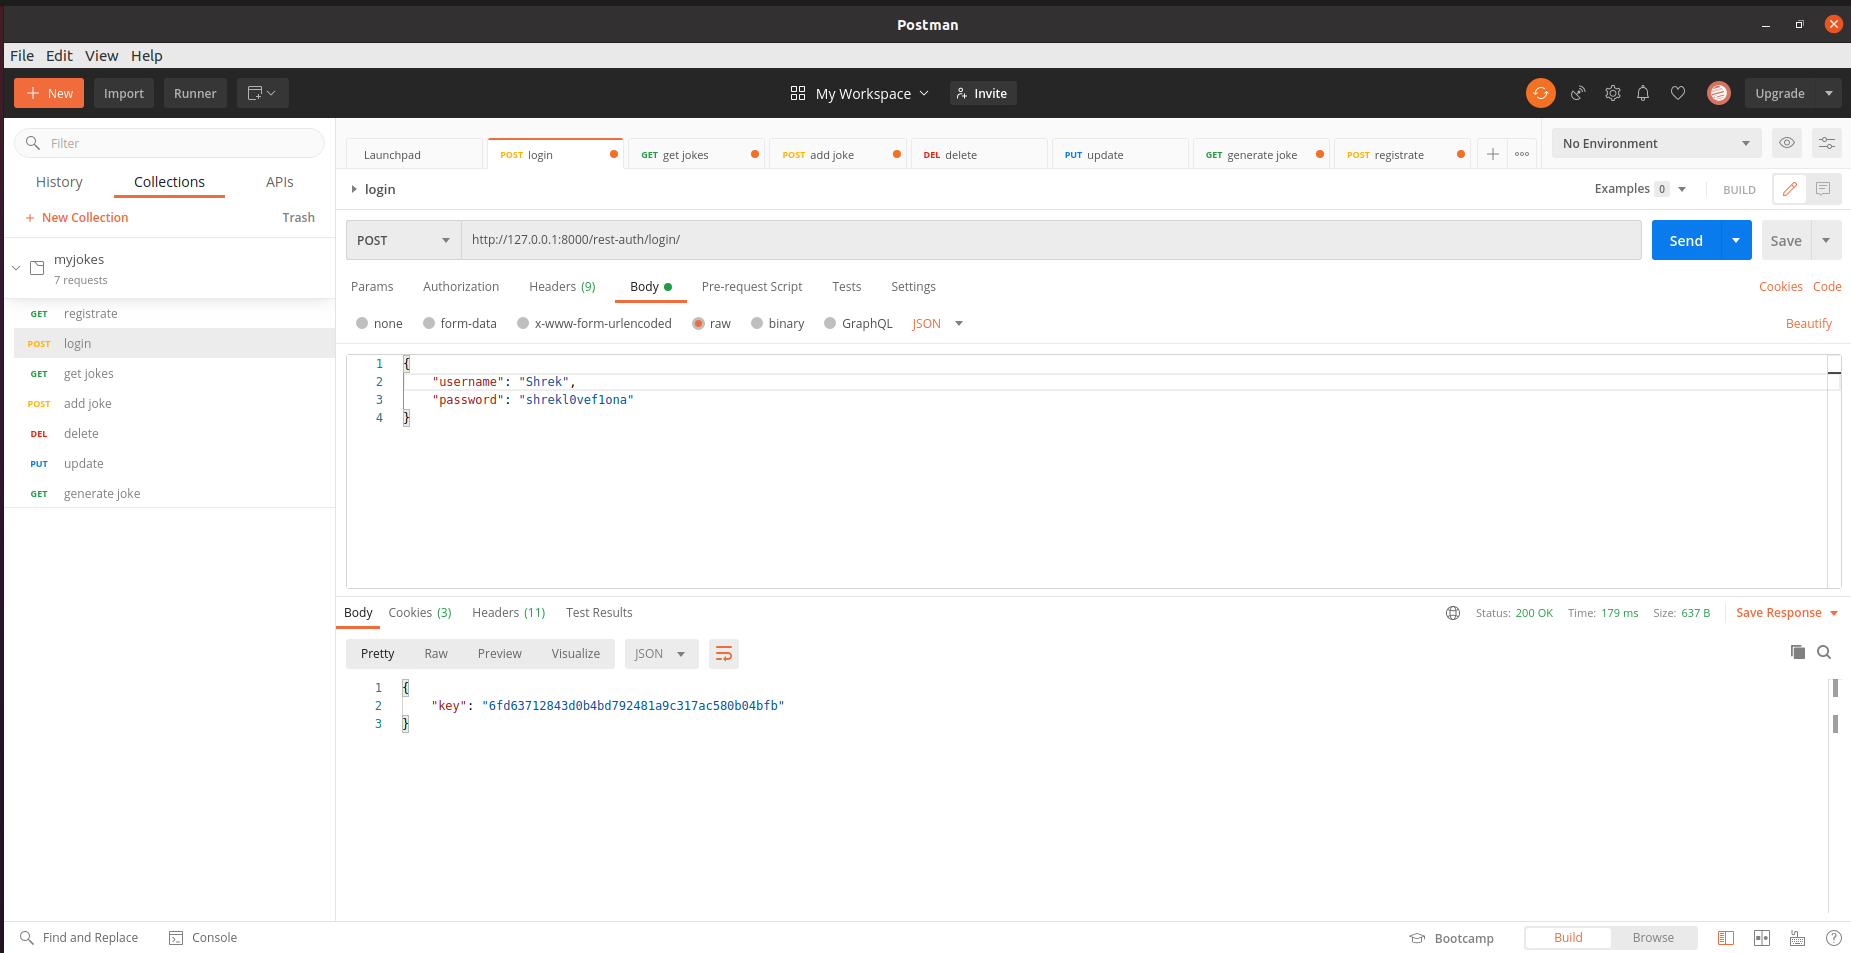 Postman
File Edit View Help
New Import Runner My Workspace Invite Upgrade
Filter
History Collections APIs
+ New Collection Trash
myjokes
7 requests
GET registrate
POST login
GET get jokes
POST add joke
DEL delete
PUT update
GET generate joke
Launchpad POST login GET get jokes POST add joke DEL delete PUT update GET generate joke POST registrate
No Environment
login
Examples 0 BUILD
POST http://127.0.0.1:8000/rest-auth/login/ Send Save
Params Authorization Headers (9) Body Pre-request Script Tests Settings Cookies Code
none form-data x-www-form-urlencoded raw binary GraphQL JSON Beautify
1 {
2 "username": "Shrek",
3 "password": "shrekl0vef1ona"
4 }
Body Cookies (3) Headers (11) Test Results Status: 200 OK Time: 179 ms Size: 637 B Save Response
Pretty Raw Preview Visualize JSON
1 {
2 "key": "6fd63712843d0b4bd792481a9c317ac580b04bfb"
3 }
Find and Replace Console Bootcamp Build Browse